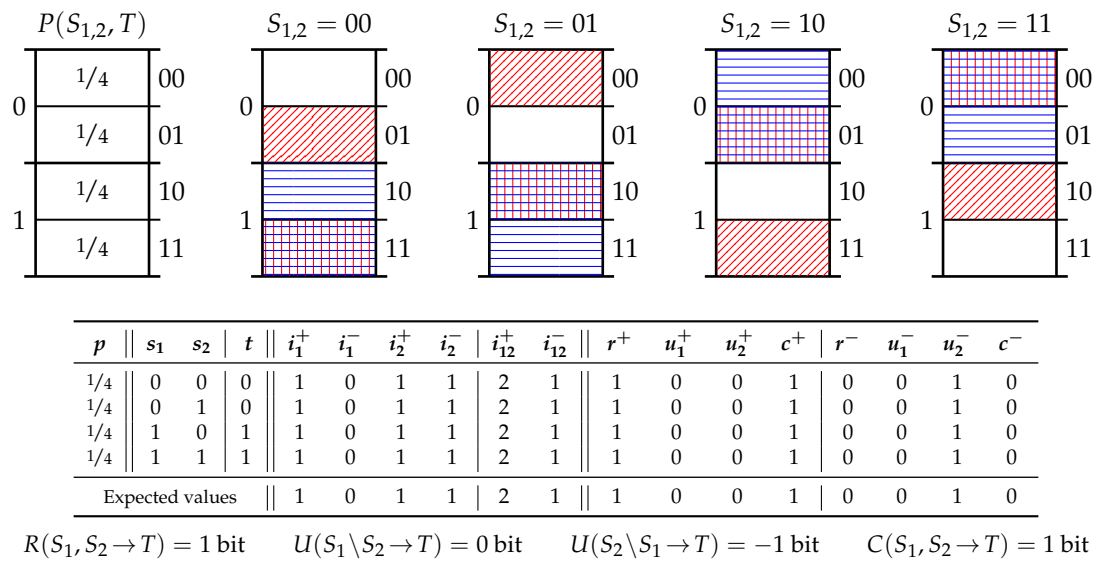 P(S₁,₂, T) S₁,₂ = 00 S₁,₂ = 01 S₁,₂ = 10 S₁,₂ = 11
1/4 00 00 00 00 00
0 0 0 0 0
1/4 01 01 01 01 01
1/4 10 10 10 10 10
1 1 1 1 1
1/4 11 11 11 11 11
p s₁ s₂ t i₁⁺ i₁⁻ i₂⁺ i₂⁻ i₁₂⁺ i₁₂⁻ r⁺ u₁⁺ u₂⁺ c⁺ r⁻ u₁⁻ u₂⁻ c⁻
1/4 0 0 0 1 0 1 1 2 1 1 0 0 1 0 0 1 0
1/4 0 1 0 1 0 1 1 2 1 1 0 0 1 0 0 1 0
1/4 1 0 1 1 0 1 1 2 1 1 0 0 1 0 0 1 0
1/4 1 1 1 1 0 1 1 2 1 1 0 0 1 0 0 1 0
Expected values 1 0 1 1 2 1 1 0 0 1 0 0 1 0
R(S₁, S₂ → T) = 1 bit U(S₁\S₂ → T) = 0 bit U(S₂\S₁ → T) = −1 bit C(S₁, S₂ → T) = 1 bit